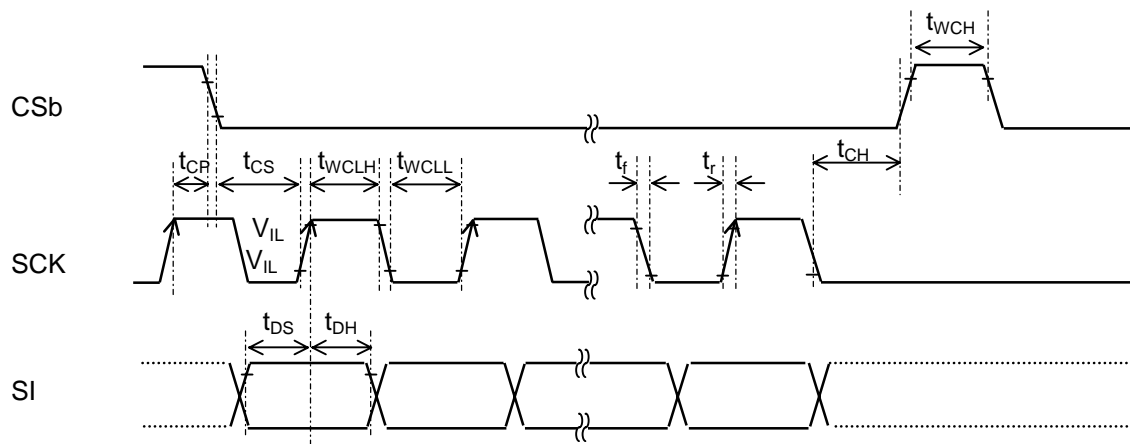 tWCH
CSb
tCP tCS tWCLH tWCLL tf tr tCH
VIL
SCK VIL
tDS tDH
SI